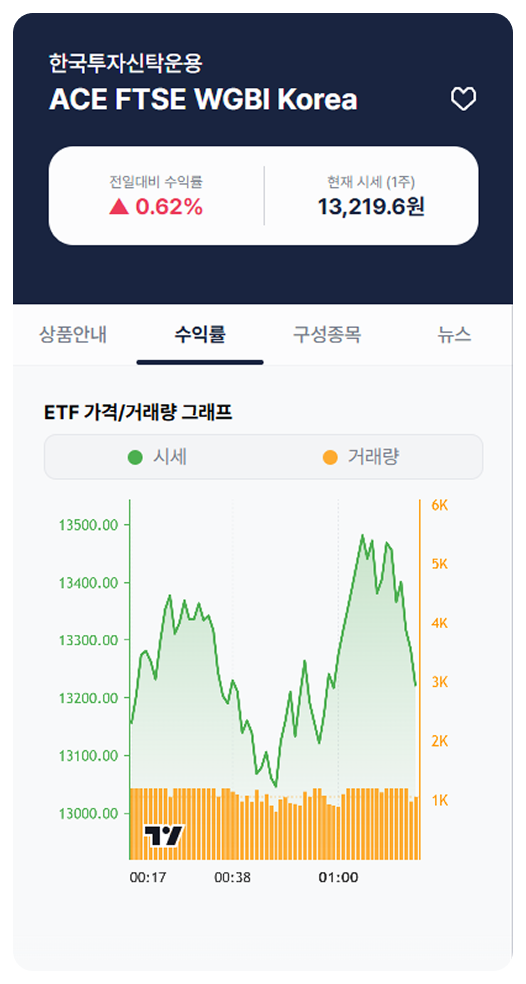 한국투자신탁운용
ACE FTSE WGBI Korea
전일대비 수익률
▲ 0.62%
현재 시세 (1주)
13,219.6원
상품안내 수익률 구성종목 뉴스
ETF 가격/거래량 그래프
시세 거래량
6K
13500.00
5K
13400.00
4K
13300.00
3K
13200.00
2K
13100.00
1K
13000.00
00:17 00:38 01:00